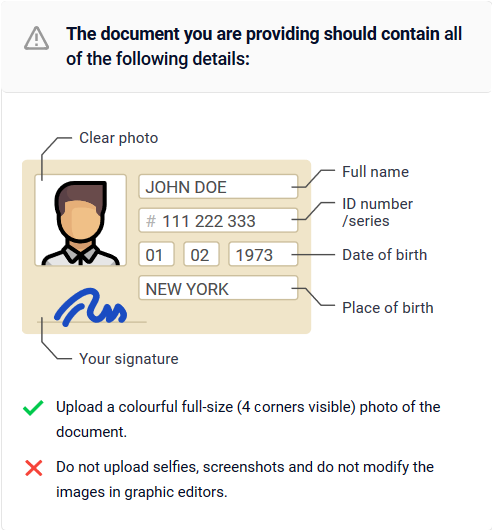 The document you are providing should contain all
of the following details:
Clear photo
JOHN DOE
Full name
# 111 222 333
ID number
/series
01 02 1973
Date of birth
NEW YORK
Place of birth
Your signature
Upload a colourful full-size (4 corners visible) photo of the
document.
Do not upload selfies, screenshots and do not modify the
images in graphic editors.